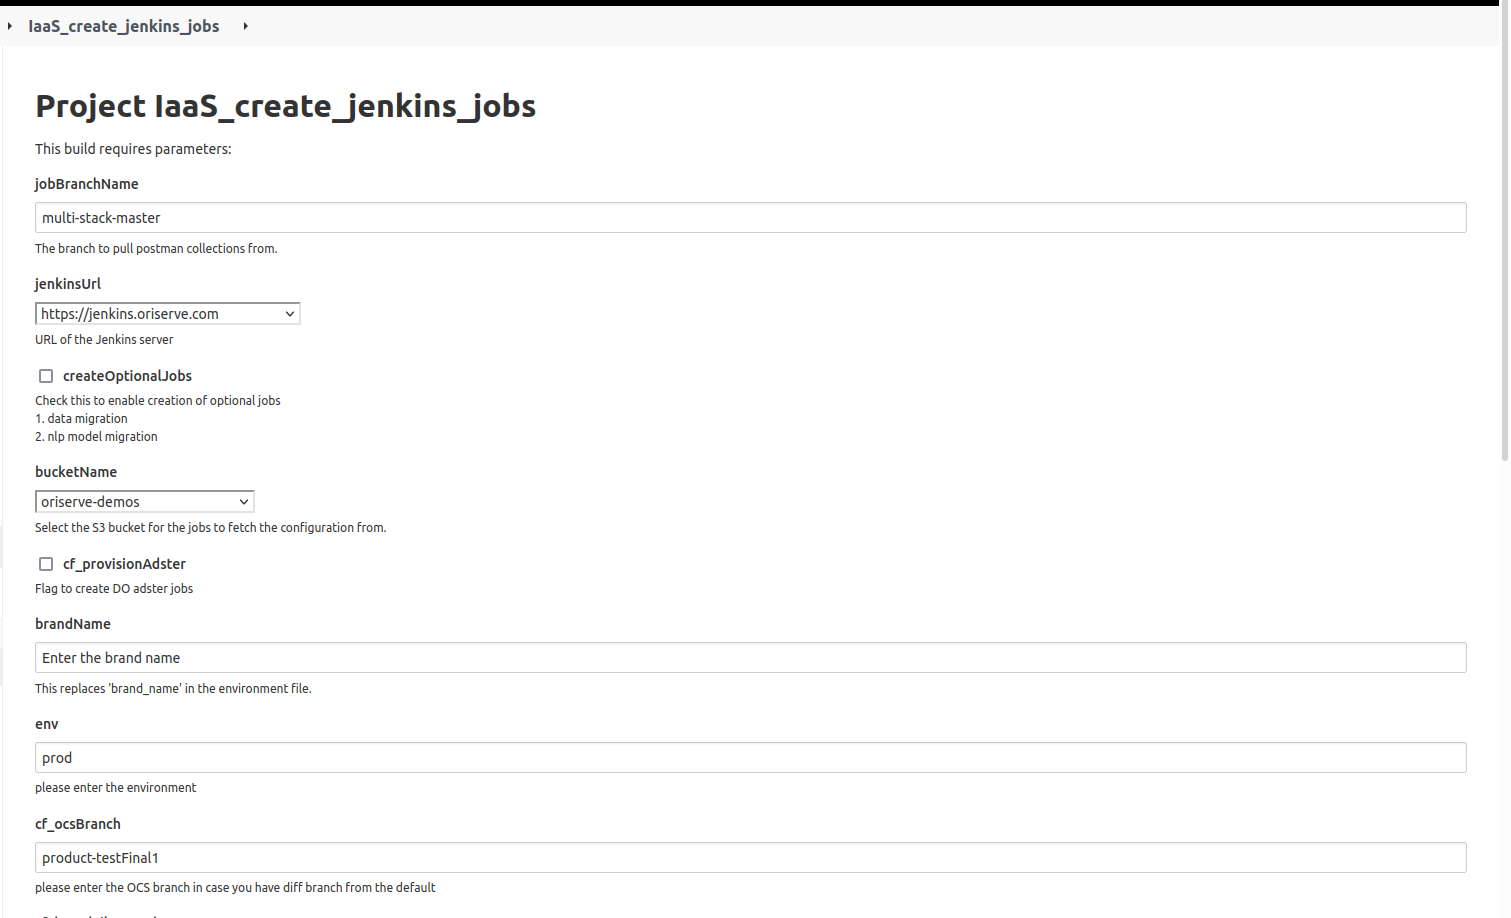 IaaS_create_jenkins_jobs
Project IaaS_create_jenkins_jobs
This build requires parameters:
jobBranchName
multi-stack-master
The branch to pull postman collections from.
jenkinsUrl
https://jenkins.oriserve.com
URL of the Jenkins server
createOptionalJobs
Check this to enable creation of optional jobs
1. data migration
2. nlp model migration
bucketName
oriserve-demos
Select the S3 bucket for the jobs to fetch the configuration from.
cf_provisionAdster
Flag to create DO adster jobs
brandName
Enter the brand name
This replaces 'brand_name' in the environment file.
env
prod
please enter the environment
cf_ocsBranch
product-testFinal1
please enter the OCS branch in case you have diff branch from the default